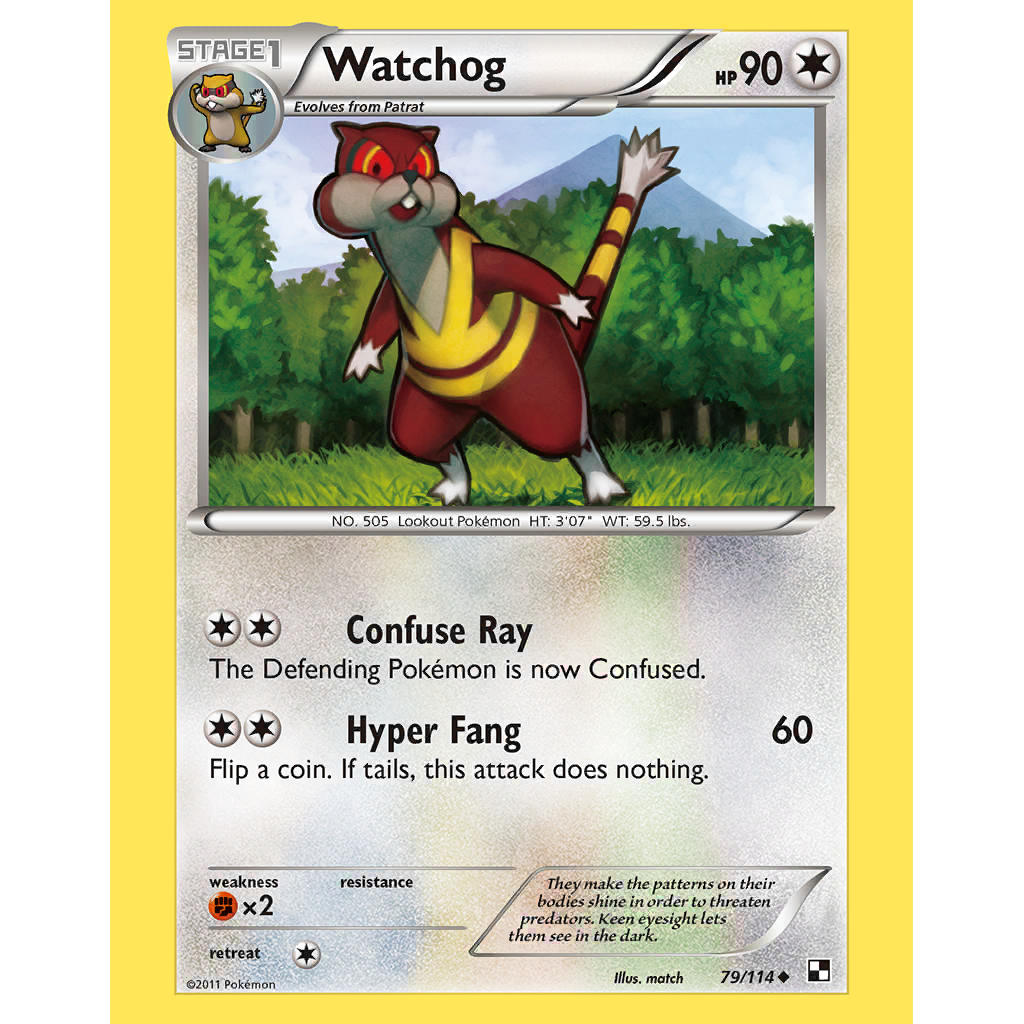 STAGE1
Watchog
HP 90
Evolves from Patrat
NO. 505 Lookout Pokémon HT: 3'07" WT: 59.5 lbs.
Confuse Ray
The Defending Pokémon is now Confused.
Hyper Fang 60
Flip a coin. If tails, this attack does nothing.
weakness resistance
×2
They make the patterns on their
bodies shine in order to threaten
predators. Keen eyesight lets
them see in the dark.
retreat
Illus. match 79/114
©2011 Pokémon